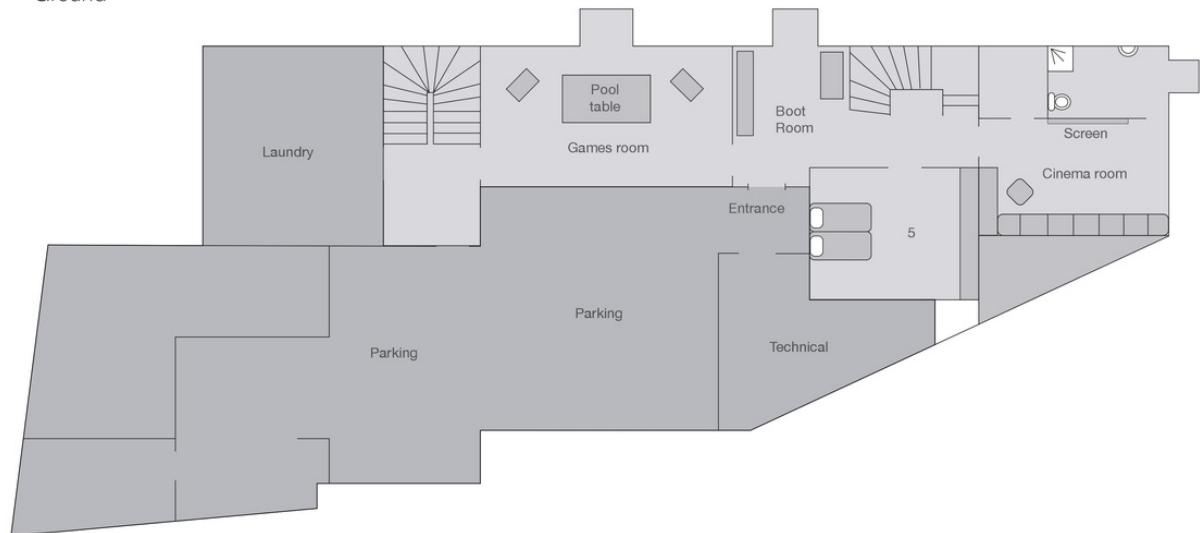 Ground
Pool
table
Games room
Boot
Room
Laundry
Screen
Cinema room
Entrance
5
Parking
Parking
Technical